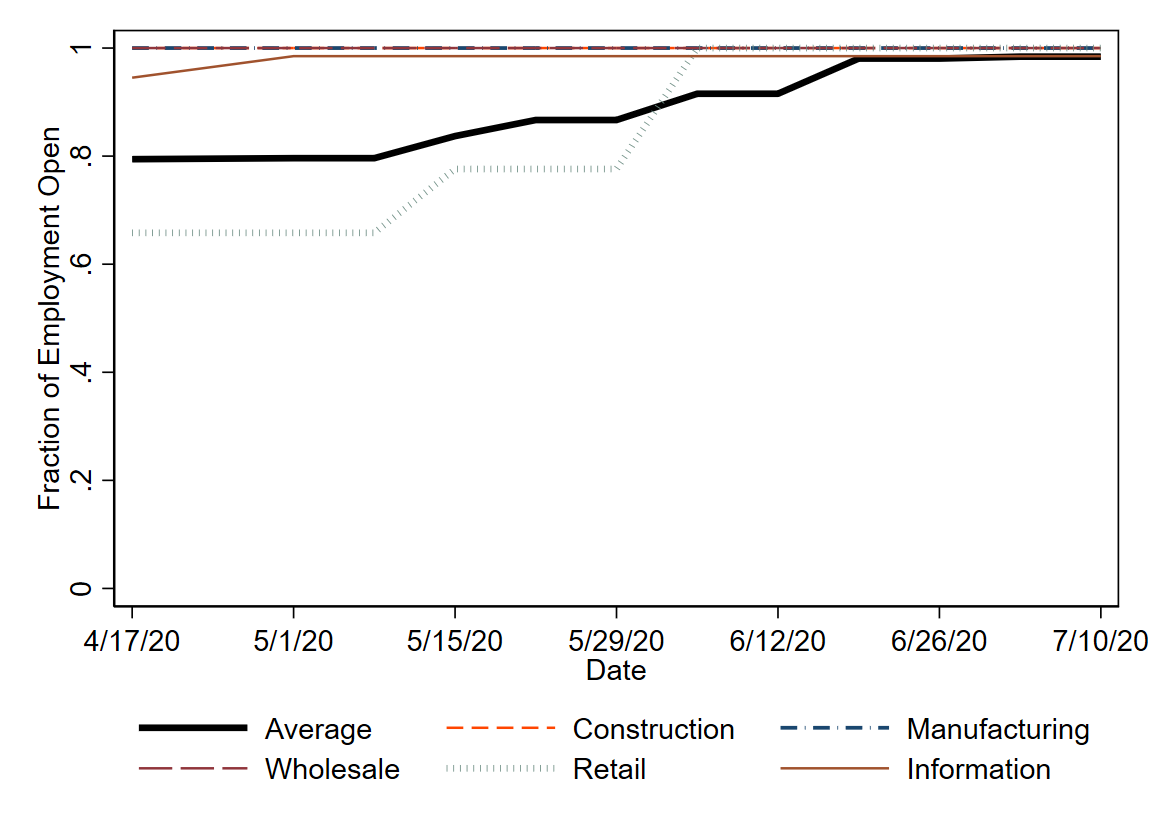 Fraction of Employment Open
1
.8
.6
.4
.2
0
4/17/20 5/1/20 5/15/20 5/29/20 6/12/20 6/26/20 7/10/20
Date
Average Construction Manufacturing
Wholesale Retail Information